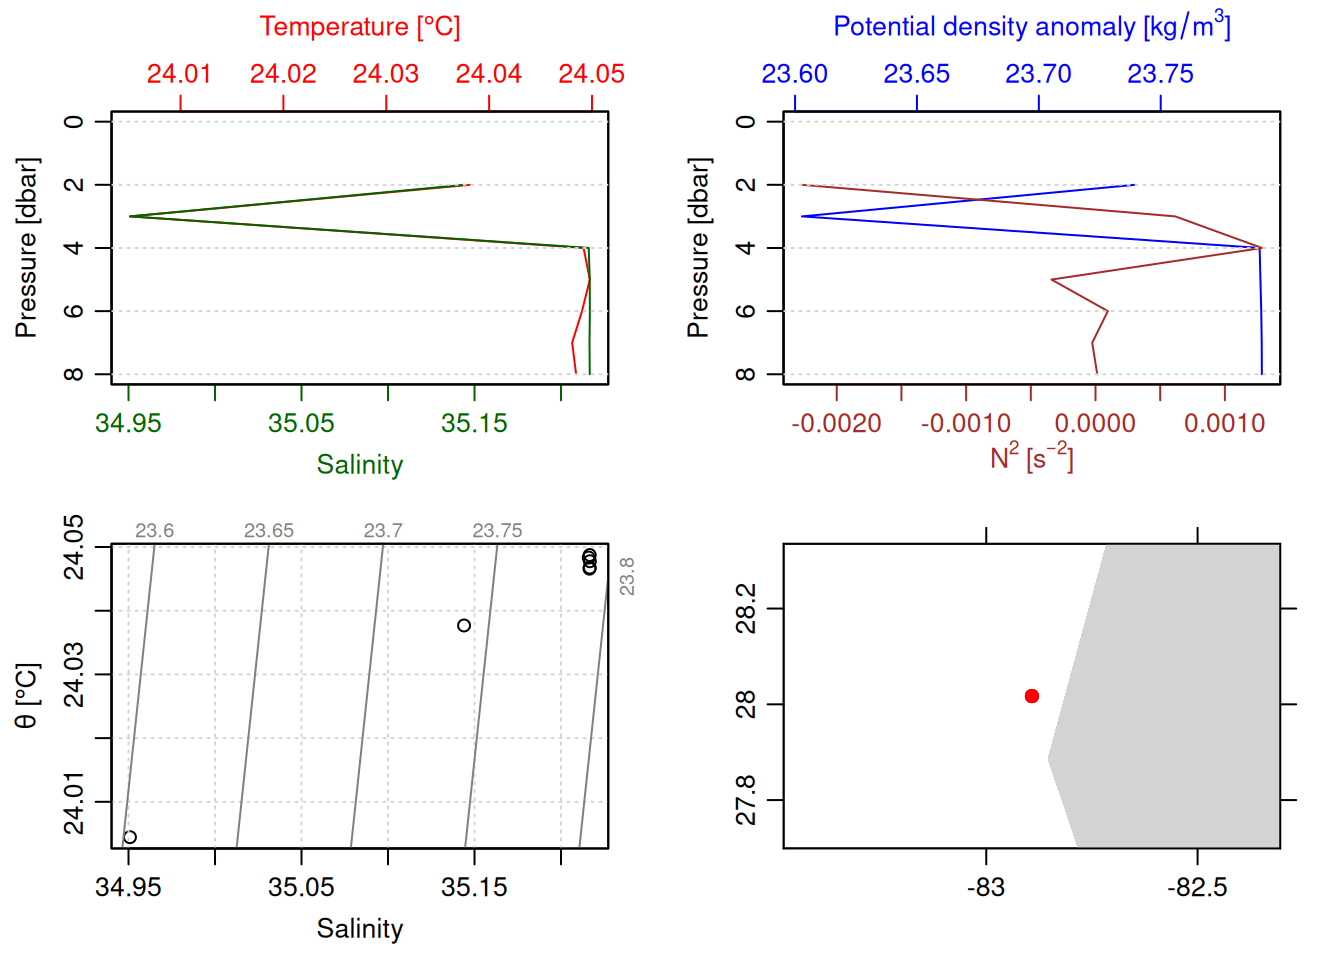 Temperature [°C]
24.01 24.02 24.03 24.04 24.05
0
2
4
6
8
Pressure [dbar]
34.95 35.05 35.15
Salinity
Potential density anomaly [kg/m³]
23.60 23.65 23.70 23.75
0
2
4
6
8
Pressure [dbar]
-0.0020 -0.0010 0.0000 0.0010
N² [s⁻²]
23.6 23.65 23.7 23.75
23.8
24.05
24.03
24.01
θ [°C]
34.95 35.05 35.15
Salinity
28.2
28
27.8
-83 -82.5